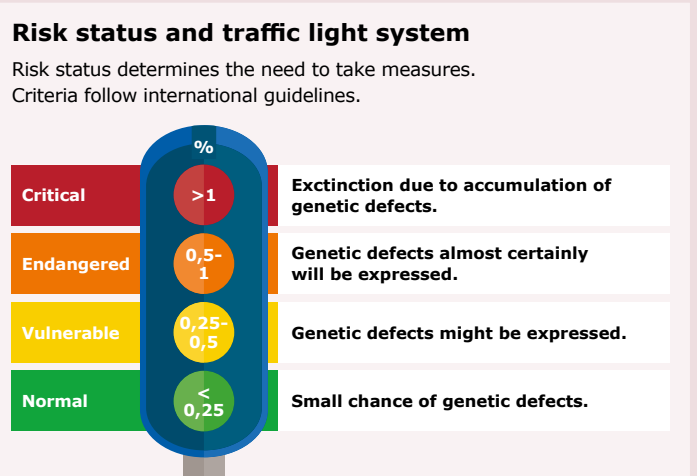 Risk status and traffic light system
Risk status determines the need to take measures.
Criteria follow international guidelines.
%
Critical
>1
Exctinction due to accumulation of
genetic defects.
Endangered
0,5-
1
Genetic defects almost certainly
will be expressed.
Vulnerable
0,25-
0,5
Genetic defects might be expressed.
Normal
<
0,25
Small chance of genetic defects.